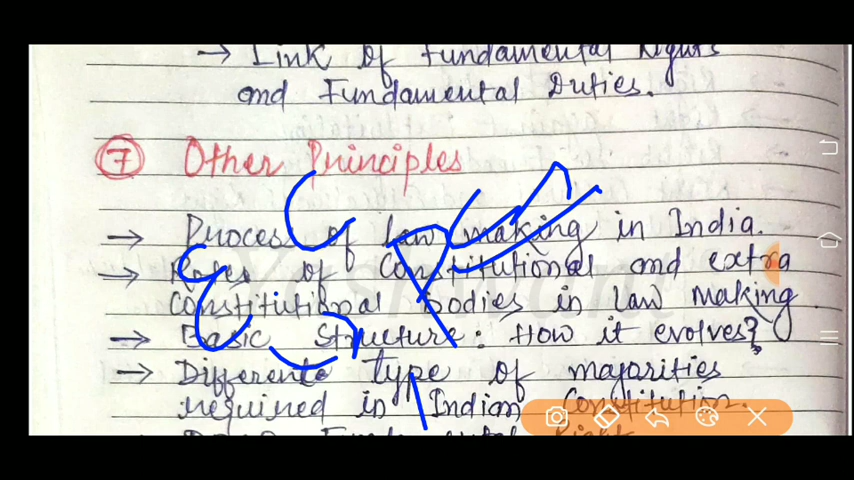 → Link of Fundamental Rights
and Fundamental Duties.
⑦ Other Principles
→ Process of law making in India.
→ Roles of Constitutional and extra
Constitutional bodies in law making.
→ Basic Structure: How it evolves?
→ Differente type of majorities
required in Indian Constitution.